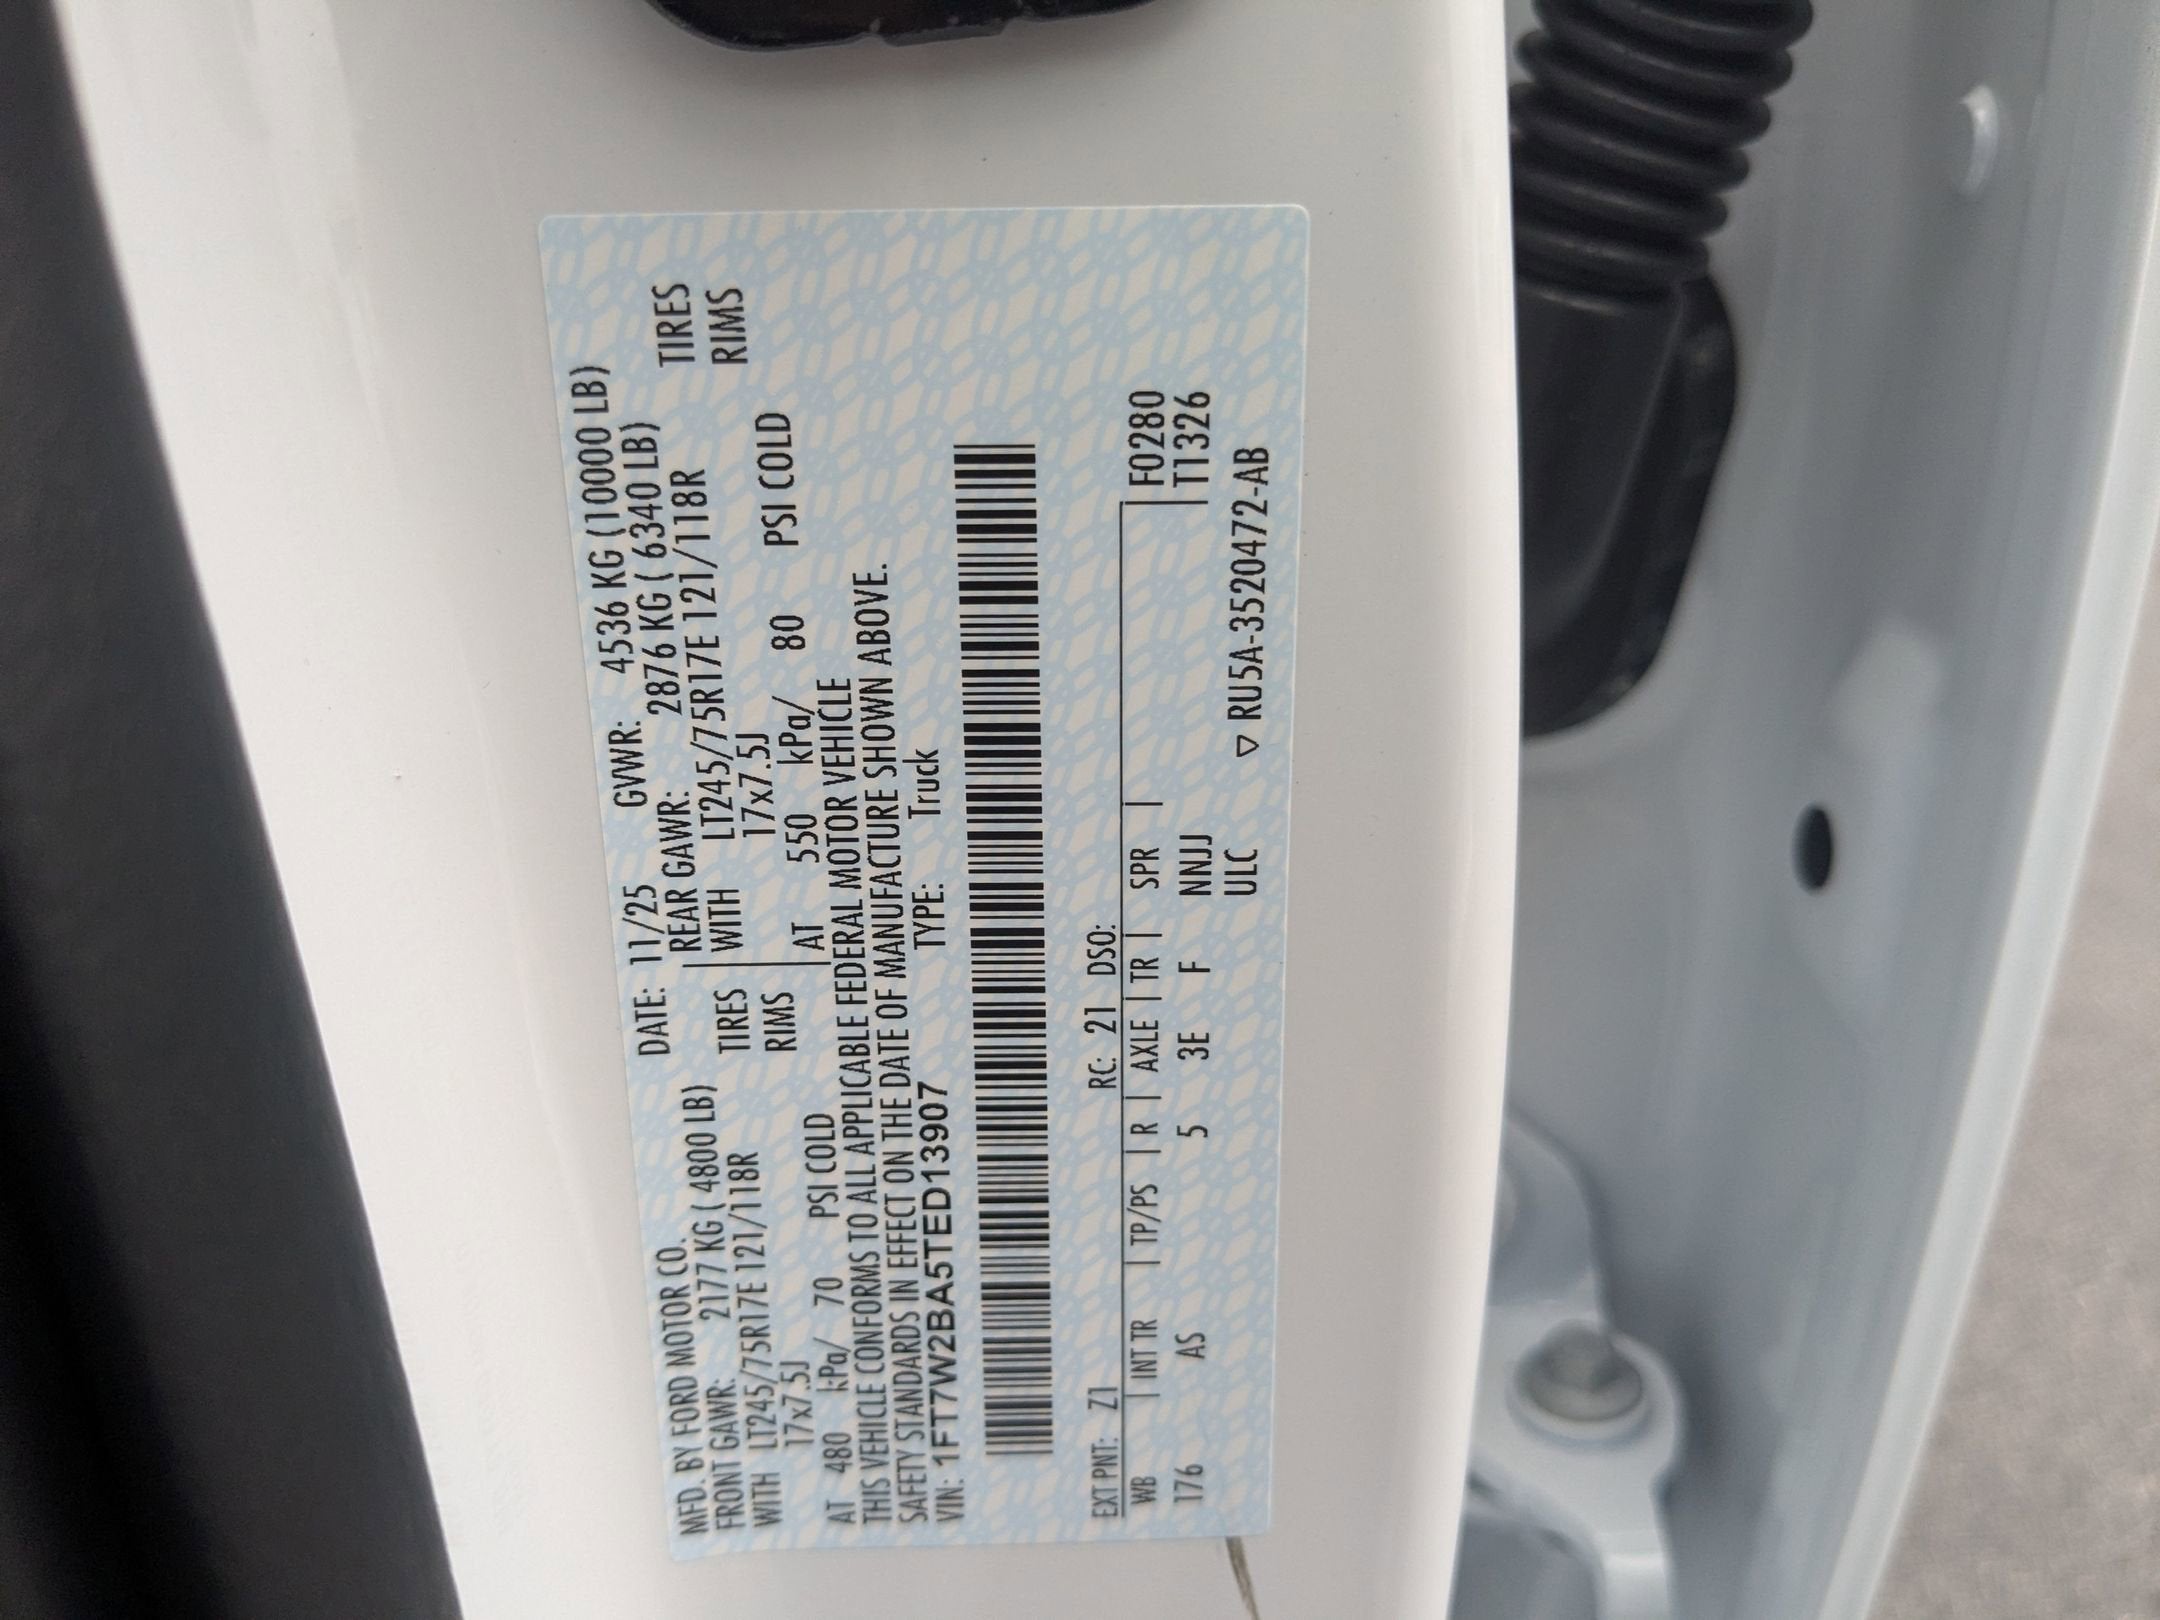 MFD. BY FORD MOTOR CO.
DATE: 11/25 GVWR: 4536 KG (10000 LB)
FRONT GAWR: 2177 KG ( 4800 LB)
REAR GAWR: 2876 KG ( 6340 LB)
WITH LT245/75R17E 121/118R TIRES
WITH LT245/75R17E 121/118R TIRES
17x7.5J RIMS
17x7.5J RIMS
AT 480 kPa/ 70 PSI COLD
AT 550 kPa/ 80 PSI COLD
THIS VEHICLE CONFORMS TO ALL APPLICABLE FEDERAL MOTOR VEHICLE
SAFETY STANDARDS IN EFFECT ON THE DATE OF MANUFACTURE SHOWN ABOVE.
VIN: 1FT7W2BA5TED13907 TYPE: Truck
EXT PNT: Z1 RC: 21 DSO:
WB | INT TR | TP/PS | R | AXLE | TR | SPR | F0280
176 AS 5 3E F NNJJ | T1326
ULC ▽ RU5A-3520472-AB